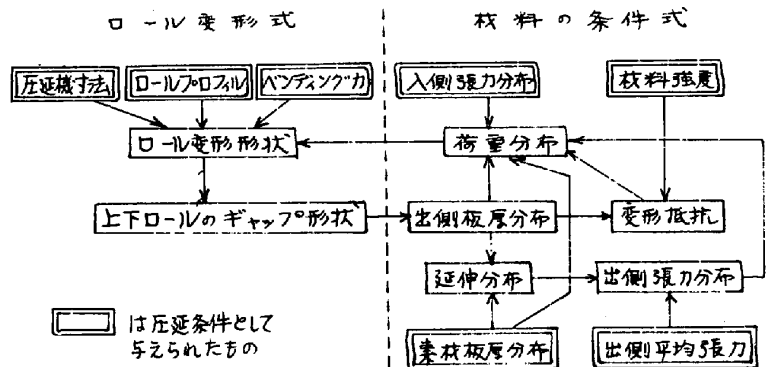 ロール変形式
材料の条件式
圧延機寸法
ロールプロフィル
ベンディング力
入側張力分布
材料強度
ロール変形形状
荷重分布
上下ロールのギャップ形状
出側板厚分布
変形抵抗
延伸分布
出側張力分布
は圧延条件として
与えられたもの
素材板厚分布
出側平均張力